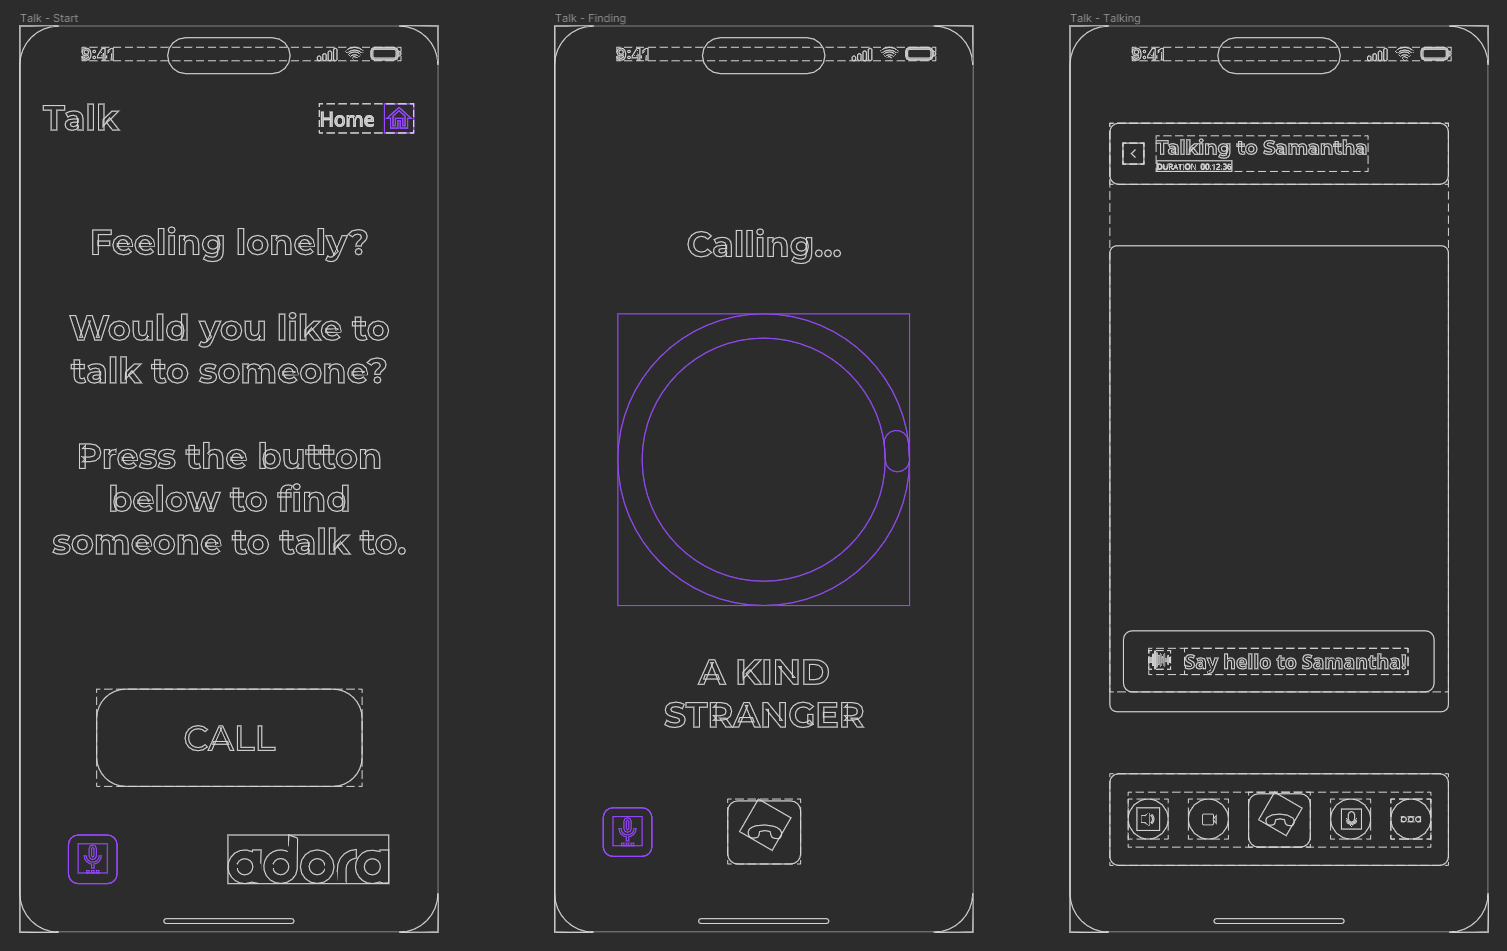 Talk - Start
9:41
Talk
Home
Feeling lonely?
Would you like to
talk to someone?
Press the button
below to find
someone to talk to.
CALL
adora
Talk - Finding
9:41
Calling...
A KIND
STRANGER
Talk - Talking
9:41
Talking to Samantha
DURATION 00:12:36
Say hello to Samantha!